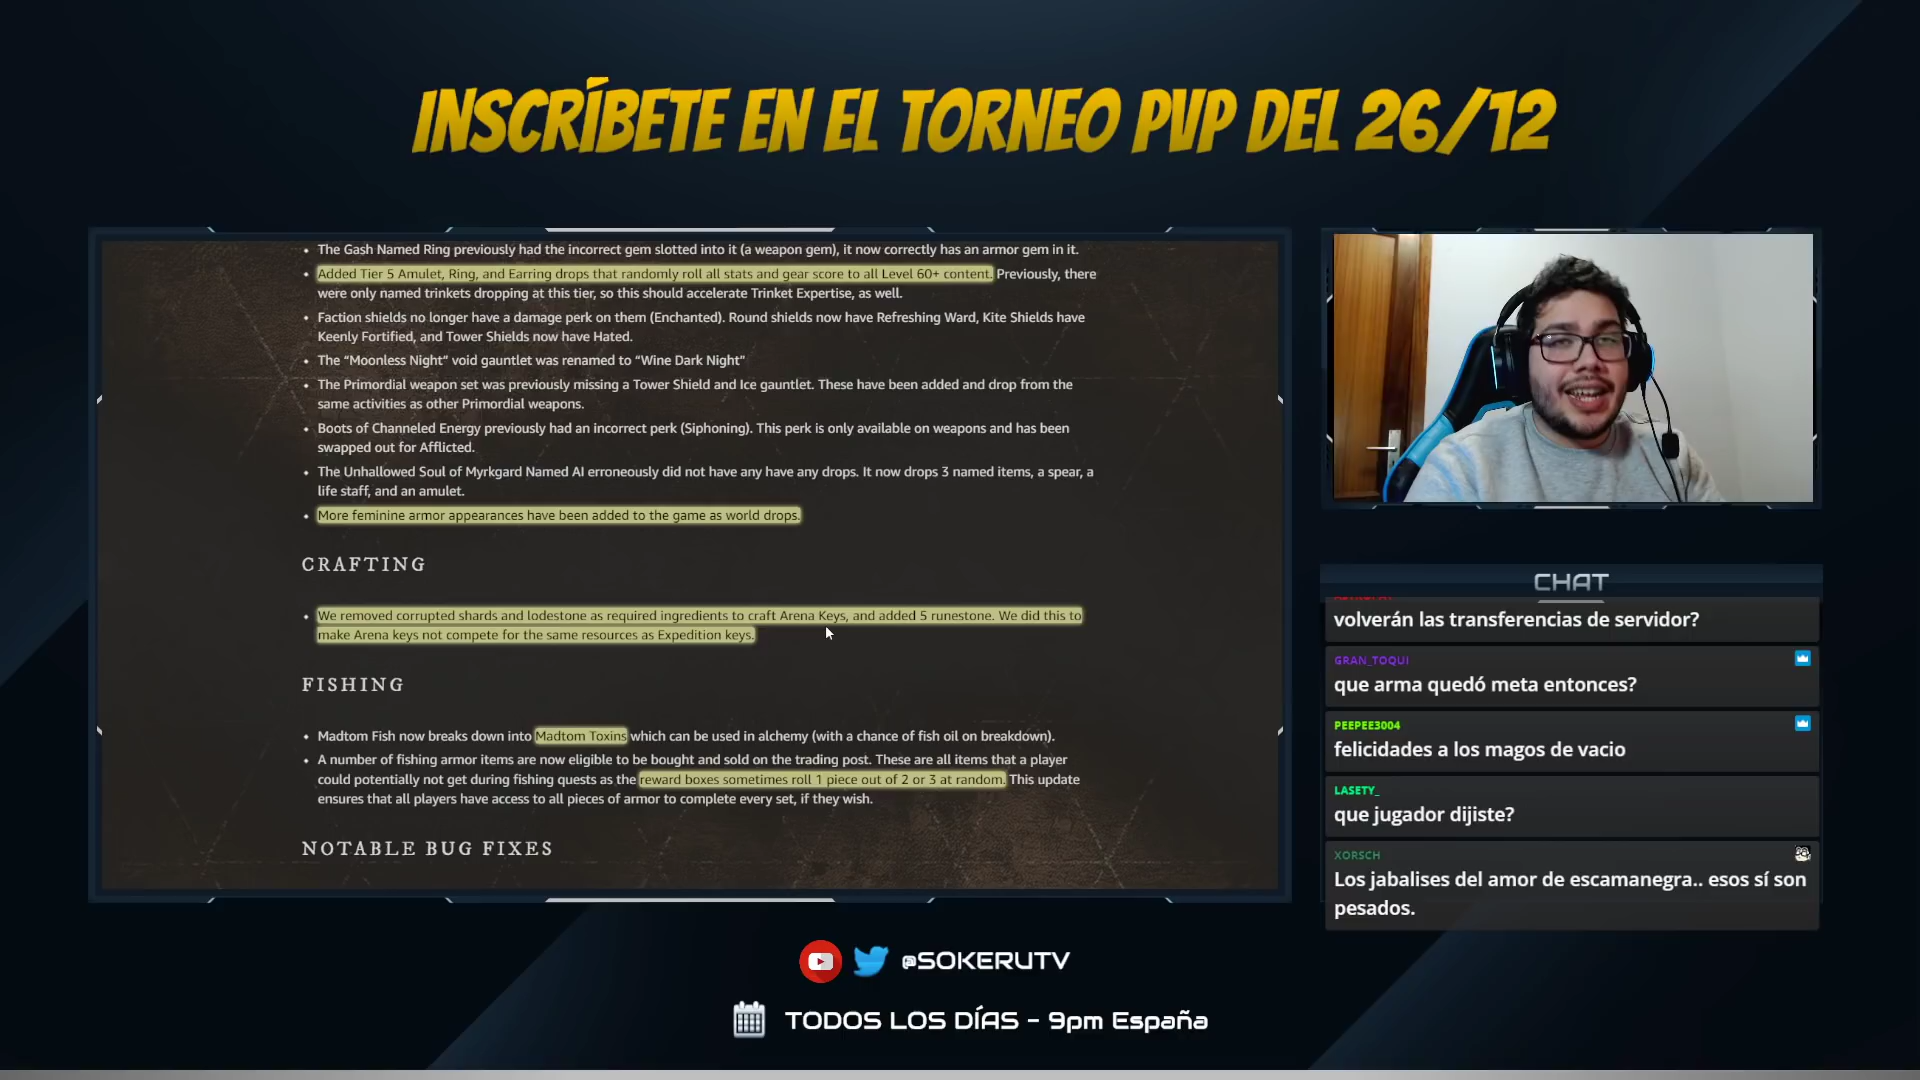 INSCRÍBETE EN EL TORNEO PVP DEL 26/12
• The Gash Named Ring previously had the incorrect gem slotted into it (a weapon gem), it now correctly has an armor gem in it.
• Added Tier 5 Amulet, Ring, and Earring drops that randomly roll all stats and gear score to all Level 60+ content. Previously, there
were only named trinkets dropping at this tier, so this should accelerate Trinket Expertise, as well.
• Faction shields no longer have a damage perk on them (Enchanted). Round shields now have Refreshing Ward, Kite Shields have
Keenly Fortified, and Tower Shields now have Hated.
• The “Moonless Night” void gauntlet was renamed to “Wine Dark Night”
• The Primordial weapon set was previously missing a Tower Shield and Ice gauntlet. These have been added and drop from the
same activities as other Primordial weapons.
• Boots of Channeled Energy previously had an incorrect perk (Siphoning). This perk is only available on weapons and has been
swapped out for Afflicted.
• The Unhallowed Soul of Myrkgard Named AI erroneously did not have any have any drops. It now drops 3 named items, a spear, a
life staff, and an amulet.
• More feminine armor appearances have been added to the game as world drops.
CRAFTING
• We removed corrupted shards and lodestone as required ingredients to craft Arena Keys, and added 5 runestone. We did this to
make Arena keys not compete for the same resources as Expedition keys.
FISHING
• Madtom Fish now breaks down into Madtom Toxins which can be used in alchemy (with a chance of fish oil on breakdown).
• A number of fishing armor items are now eligible to be bought and sold on the trading post. These are all items that a player
could potentially not get during fishing quests as the reward boxes sometimes roll 1 piece out of 2 or 3 at random. This update
ensures that all players have access to all pieces of armor to complete every set, if they wish.
NOTABLE BUG FIXES
CHAT
volverán las transferencias de servidor?
GRAN_TOQUI
que arma quedó meta entonces?
PEEPEE3004
felicidades a los magos de vacio
LASETY_
que jugador dijiste?
XORSCH
Los jabalises del amor de escamanegra.. esos sí son
pesados.
@SOKERUTV
TODOS LOS DÍAS - 9pm España